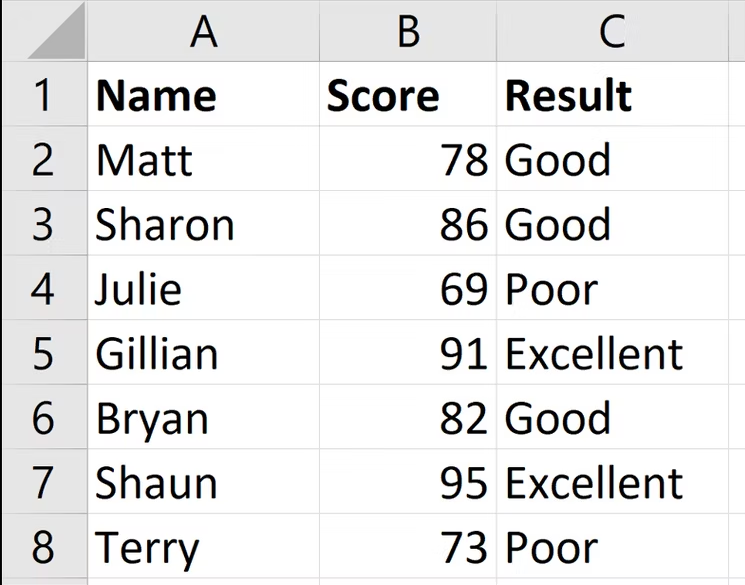 A B C
1 Name Score Result
2 Matt 78 Good
3 Sharon 86 Good
4 Julie 69 Poor
5 Gillian 91 Excellent
6 Bryan 82 Good
7 Shaun 95 Excellent
8 Terry 73 Poor